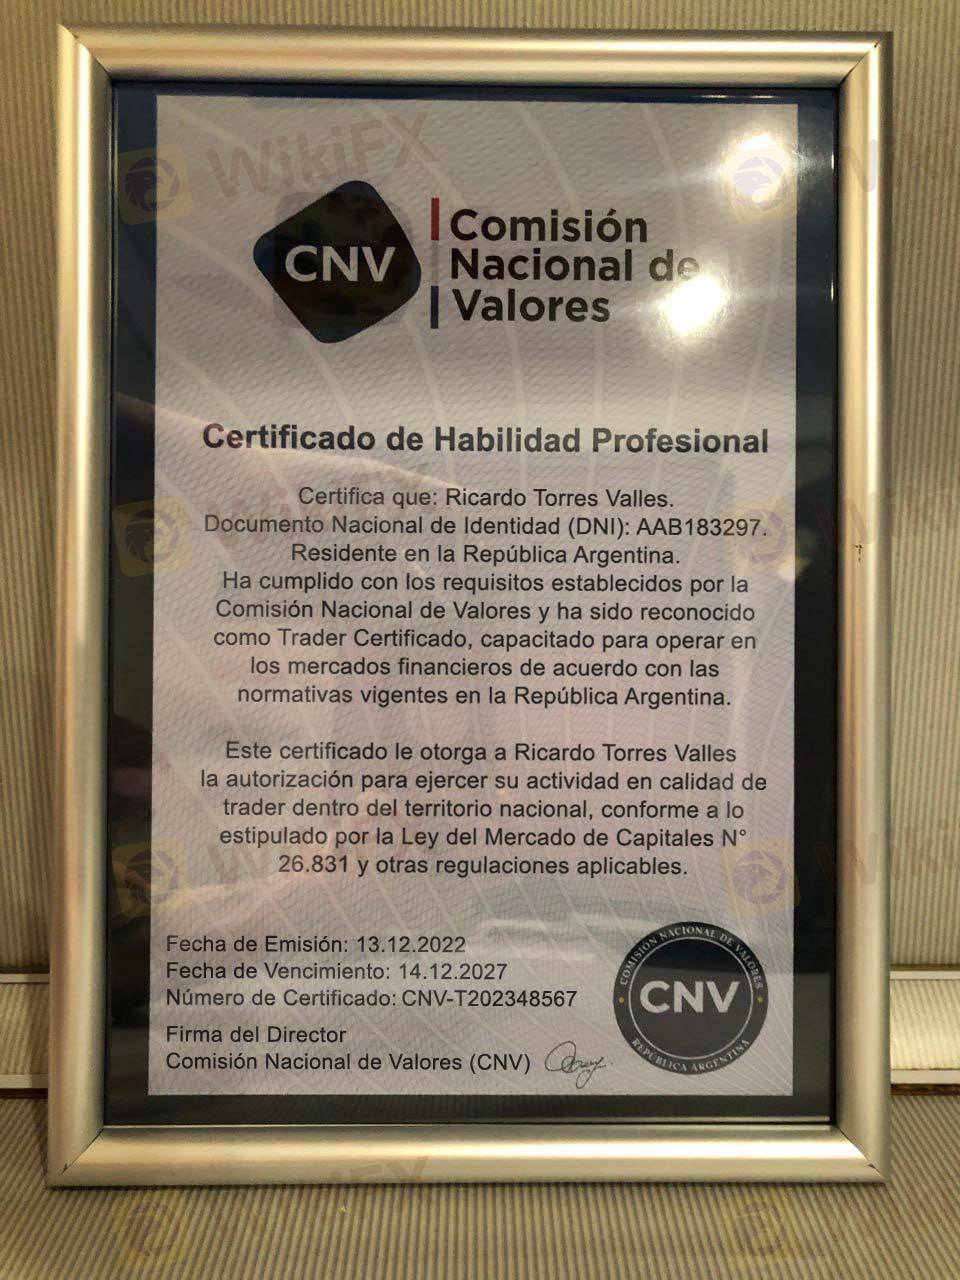 WikiFX
CNV
Comisión
Nacional de
Valores
Certificado de Habilidad Profesional
Certifica que: Ricardo Torres Valles.
Documento Nacional de Identidad (DNI): AAB183297.
Residente en la República Argentina.
Ha cumplido con los requisitos establecidos por la
Comisión Nacional de Valores y ha sido reconocido
como Trader Certificado, capacitado para operar en
los mercados financieros de acuerdo con las
normativas vigentes en la República Argentina.
Este certificado le otorga a Ricardo Torres Valles
la autorización para ejercer su actividad en calidad de
trader dentro del territorio nacional, conforme a lo
estipulado por la Ley del Mercado de Capitales N°
26.831 y otras regulaciones aplicables.
Fecha de Emisión: 13.12.2022
Fecha de Vencimiento: 14.12.2027
Número de Certificado: CNV-T202348567
Firma del Director
Comisión Nacional de Valores (CNV)
COMISIÓN NACIONAL DE VALORES
CNV
REPÚBLICA ARGENTINA